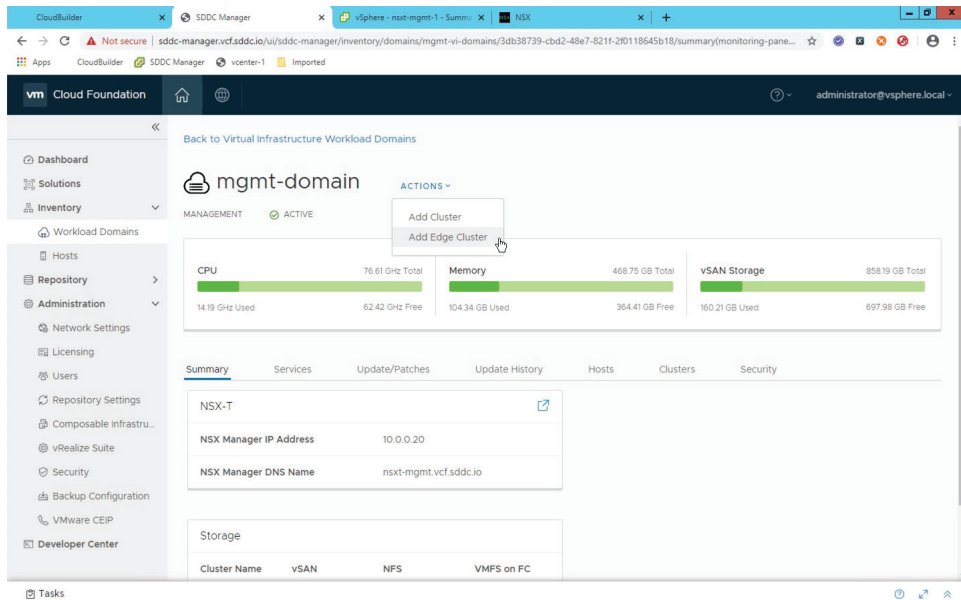 CloudBuilder
SDDC Manager
vSphere - nsxt-mgmt-1 - Summa
NSX
Not secure | sddc-manager.vcf.sddc.io/ui/sddc-manager/inventory/domains/mgmt-vi-domains/3db38739-cbd2-48e7-821f-2f0118645b18/summary(monitoring-pane...
Apps CloudBuilder SDDC Manager vcenter-1 Imported
vm Cloud Foundation
administrator@vsphere.local
Back to Virtual Infrastructure Workload Domains
Dashboard
Solutions
Inventory
Workload Domains
Hosts
Repository
Administration
Network Settings
Licensing
Users
Repository Settings
Composable Infrastru...
vRealize Suite
Security
Backup Configuration
VMware CEIP
Developer Center
mgmt-domain ACTIONS
MANAGEMENT ACTIVE
Add Cluster
Add Edge Cluster
CPU 76.61 GHz Total
14.19 GHz Used 62.42 GHz Free
Memory 468.75 GB Total
104.34 GB Used 364.41 GB Free
vSAN Storage 858.19 GB Total
160.21 GB Used 697.98 GB Free
Summary Services Update/Patches Update History Hosts Clusters Security
NSX-T
NSX Manager IP Address 10.0.0.20
NSX Manager DNS Name nsxt-mgmt.vcf.sddc.io
Storage
Cluster Name vSAN NFS VMFS on FC
Tasks